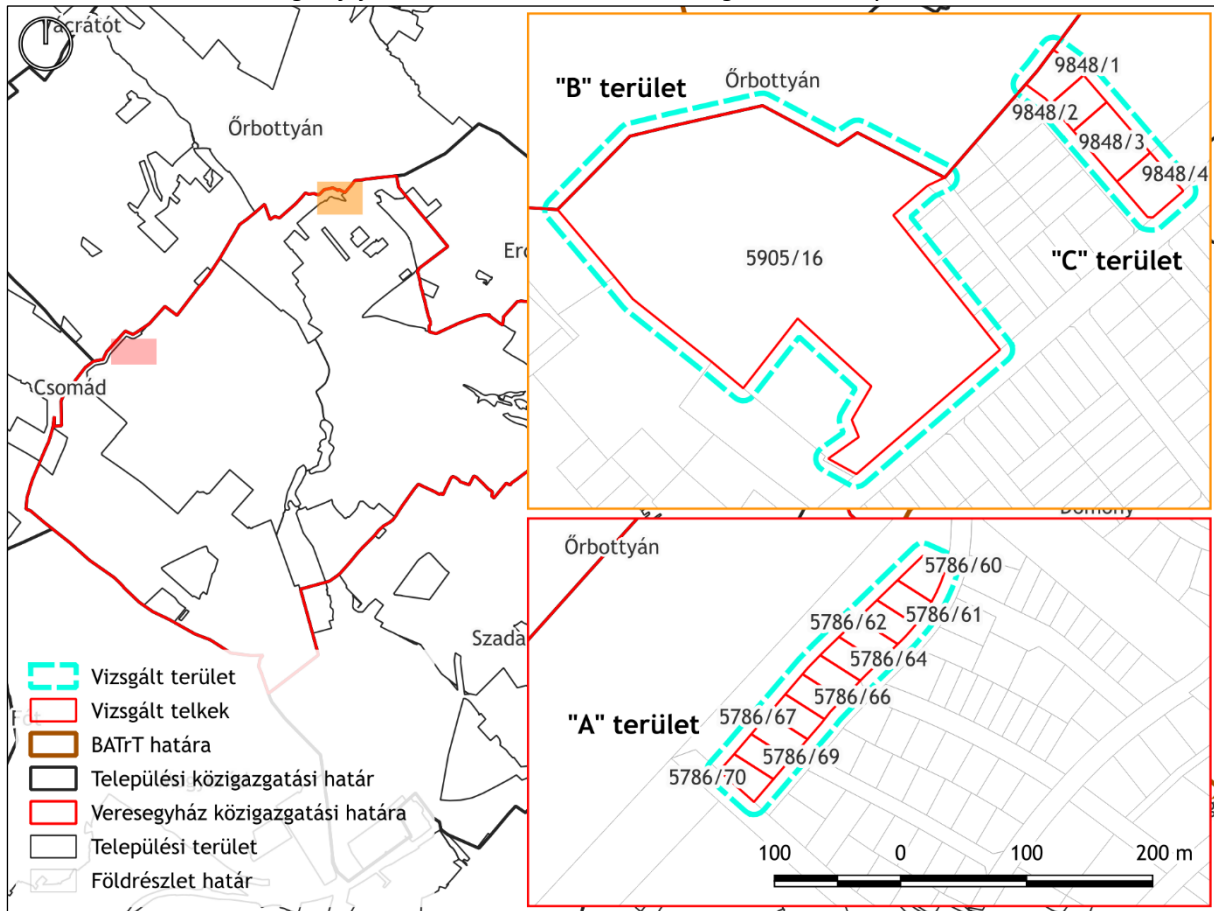 Őrbottyán
Csomád
Szada
"B" terület
Őrbottyán
9848/1
9848/2
9848/3
9848/4
5905/16
"C" terület
Őrbottyán
5786/60
5786/61
5786/62
5786/64
5786/66
5786/67
5786/69
5786/70
"A" terület
100 0 100 200 m
Vizsgált terület
Vizsgált telkek
BATrT határa
Települési közigazgatási határ
Veresegyház közigazgatási határa
Települési terület
Földrészlet határ